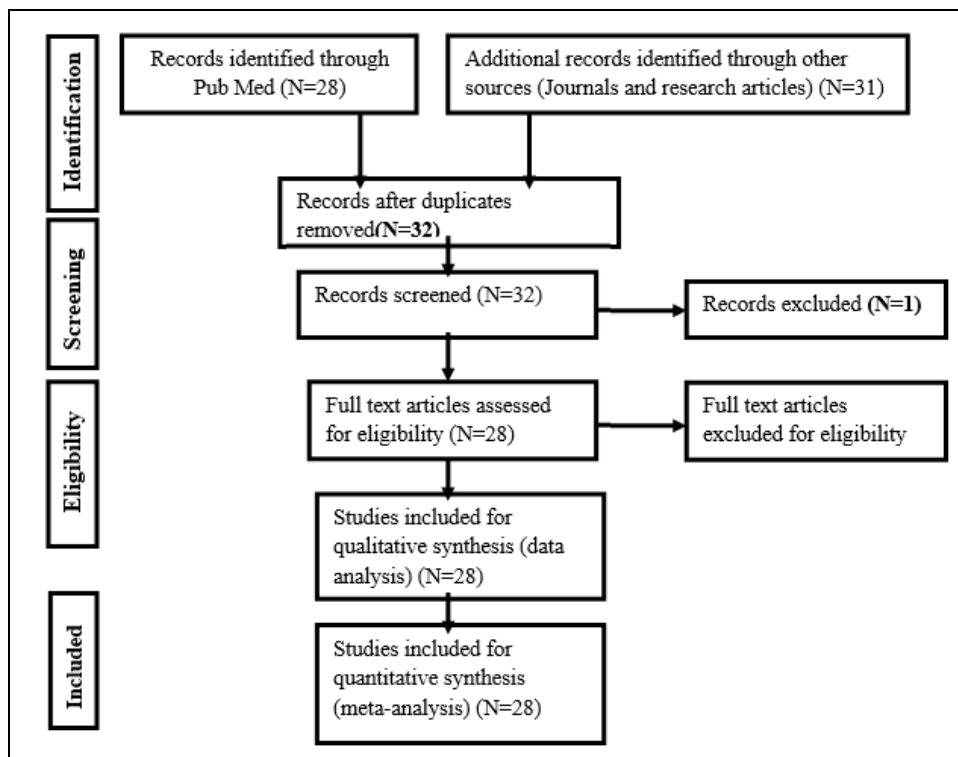 Identification
Records identified through
Pub Med (N=28)
Additional records identified through other
sources (Journals and research articles) (N=31)
Records after duplicates
removed(N=32)
Screening
Records screened (N=32)
Records excluded (N=1)
Eligibility
Full text articles assessed
for eligibility (N=28)
Full text articles
excluded for eligibility
Studies included for
qualitative synthesis (data
analysis) (N=28)
Included
Studies included for
quantitative synthesis
(meta-analysis) (N=28)